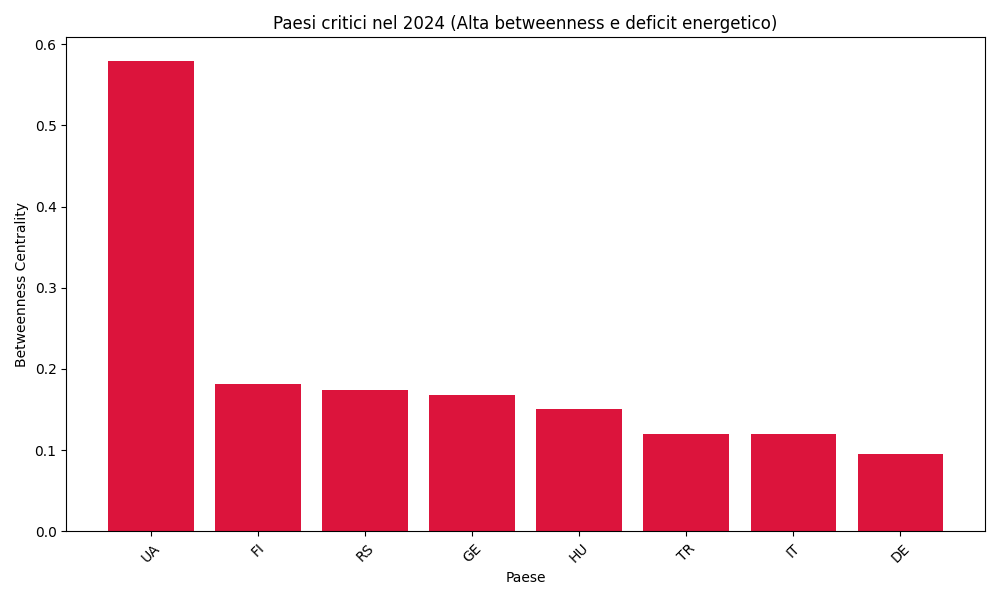 Paesi critici nel 2024 (Alta betweenness e deficit energetico)
Betweenness Centrality
0.6
0.5
0.4
0.3
0.2
0.1
0.0
UA
FI
RS
GE
HU
TR
IT
DE
Paese